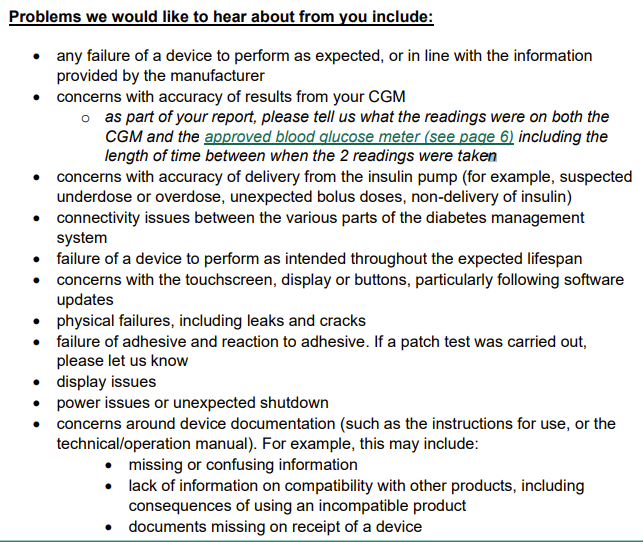 Problems we would like to hear about from you include:
• any failure of a device to perform as expected, or in line with the information
provided by the manufacturer
• concerns with accuracy of results from your CGM
o as part of your report, please tell us what the readings were on both the
CGM and the approved blood glucose meter (see page 6) including the
length of time between when the 2 readings were taken
• concerns with accuracy of delivery from the insulin pump (for example, suspected
underdose or overdose, unexpected bolus doses, non-delivery of insulin)
• connectivity issues between the various parts of the diabetes management
system
• failure of a device to perform as intended throughout the expected lifespan
• concerns with the touchscreen, display or buttons, particularly following software
updates
• physical failures, including leaks and cracks
• failure of adhesive and reaction to adhesive. If a patch test was carried out,
please let us know
• display issues
• power issues or unexpected shutdown
• concerns around device documentation (such as the instructions for use, or the
technical/operation manual). For example, this may include:
• missing or confusing information
• lack of information on compatibility with other products, including
consequences of using an incompatible product
• documents missing on receipt of a device